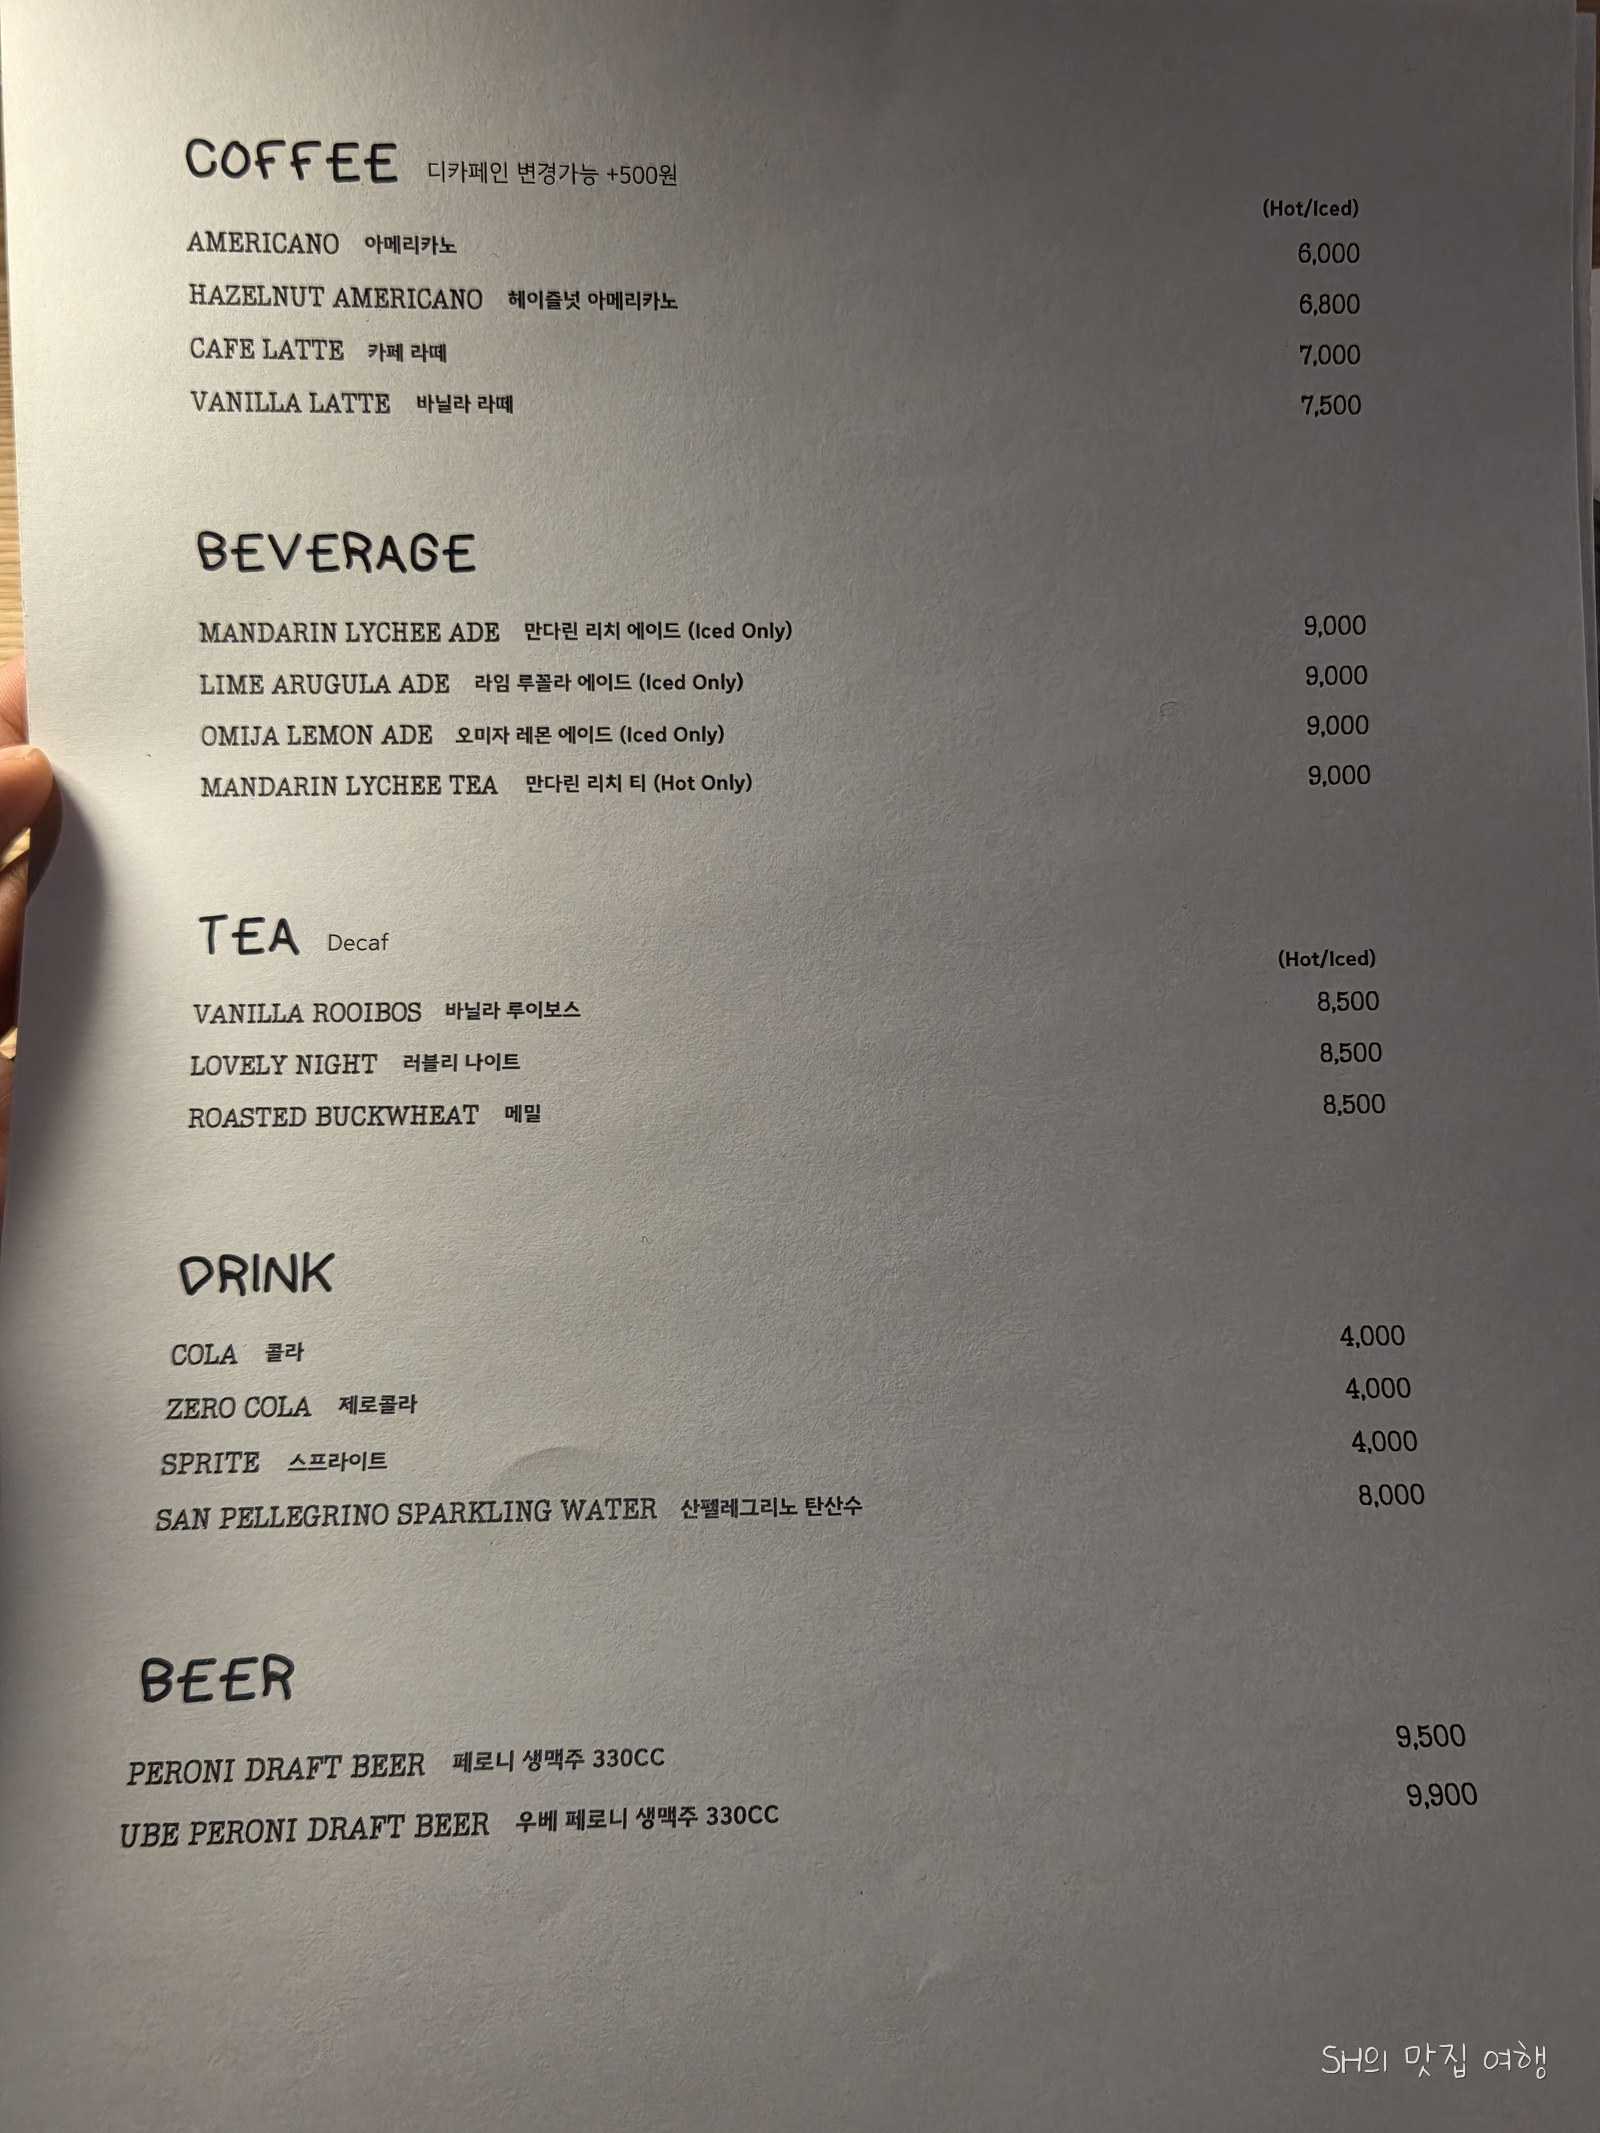 COFFEE 디카페인 변경가능 +500원
(Hot/Iced)
AMERICANO 아메리카노 6,000
HAZELNUT AMERICANO 헤이즐넛 아메리카노 6,800
CAFE LATTE 카페 라떼 7,000
VANILLA LATTE 바닐라 라떼 7,500
BEVERAGE
MANDARIN LYCHEE ADE 만다린 리치 에이드 (Iced Only) 9,000
LIME ARUGULA ADE 라임 루꼴라 에이드 (Iced Only) 9,000
OMIJA LEMON ADE 오미자 레몬 에이드 (Iced Only) 9,000
MANDARIN LYCHEE TEA 만다린 리치 티 (Hot Only) 9,000
TEA Decaf
(Hot/Iced)
VANILLA ROOIBOS 바닐라 루이보스 8,500
LOVELY NIGHT 러블리 나이트 8,500
ROASTED BUCKWHEAT 메밀 8,500
DRINK
COLA 콜라 4,000
ZERO COLA 제로콜라 4,000
SPRITE 스프라이트 4,000
SAN PELLEGRINO SPARKLING WATER 산펠레그리노 탄산수 8,000
BEER
PERONI DRAFT BEER 페로니 생맥주 330CC 9,500
UBE PERONI DRAFT BEER 우베 페로니 생맥주 330CC 9,900
SH의 맛집 여행